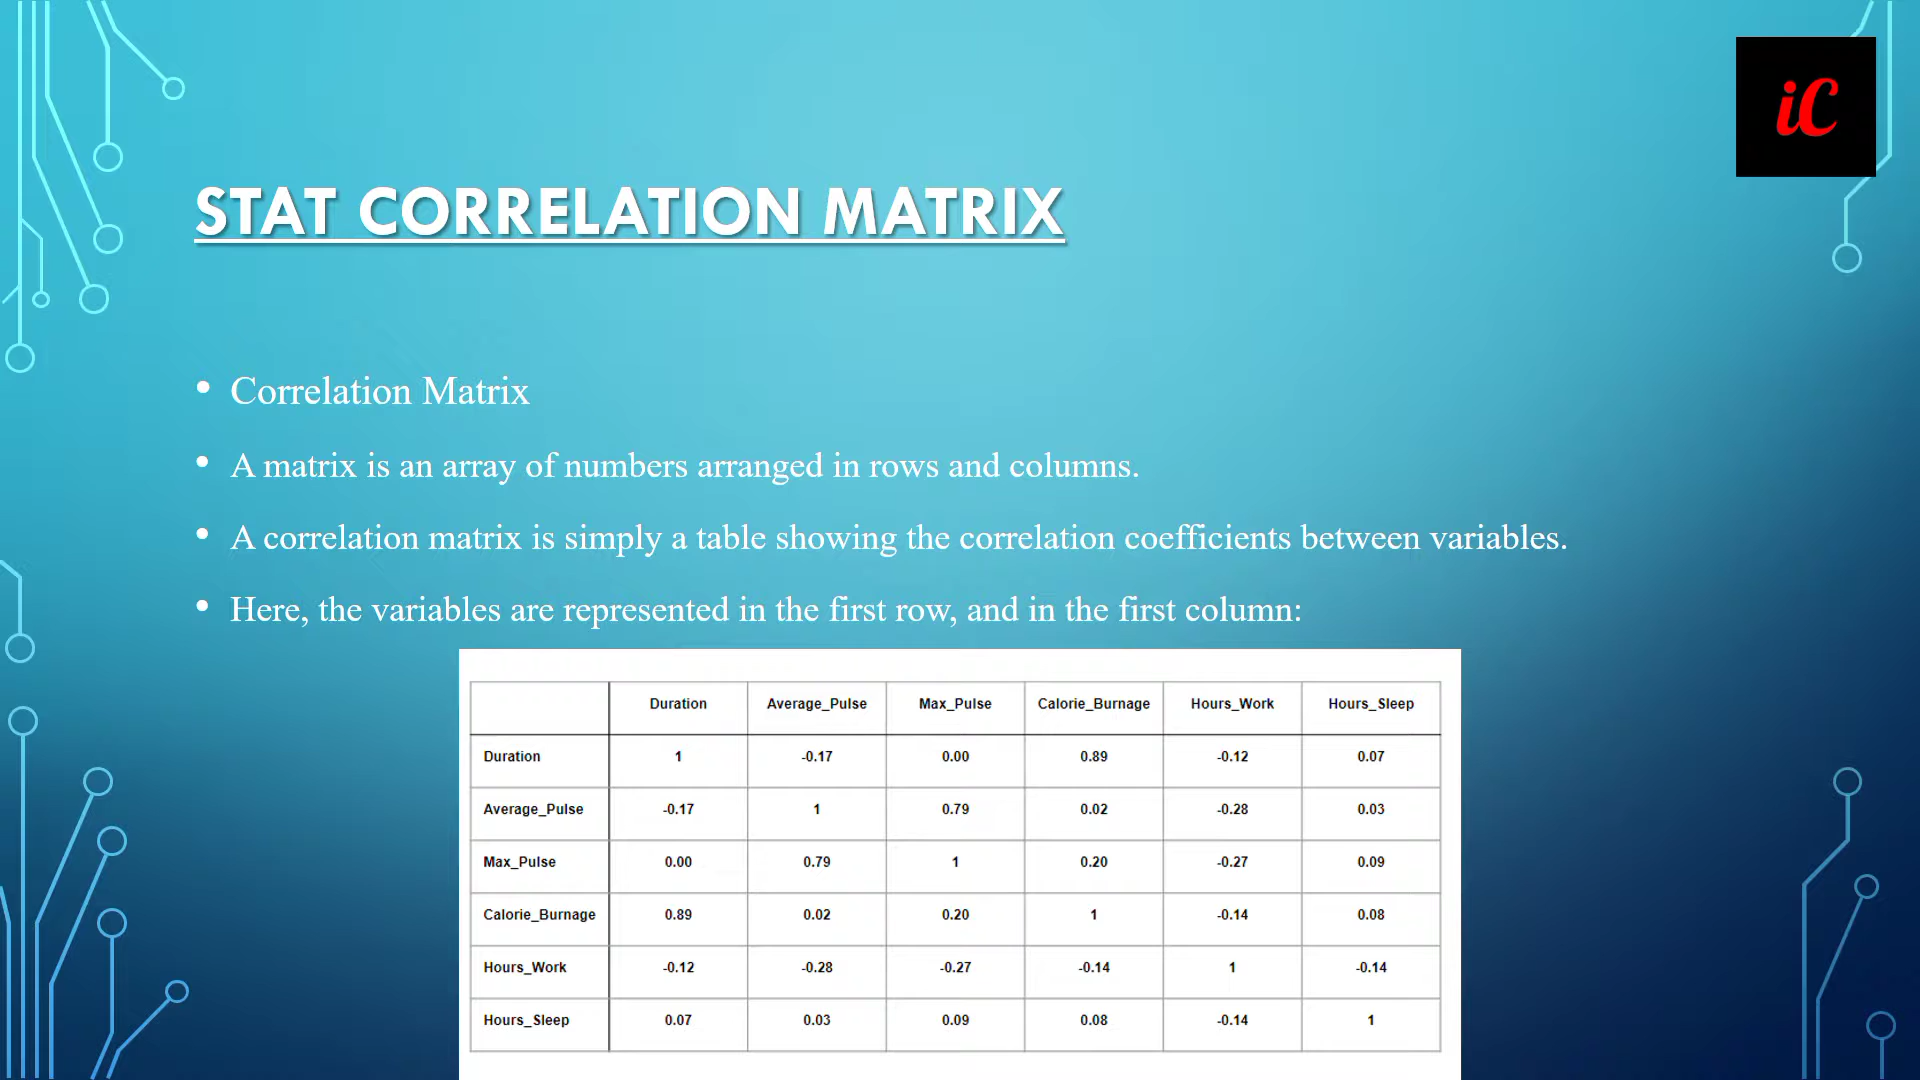 iC
STAT CORRELATION MATRIX
• Correlation Matrix
• A matrix is an array of numbers arranged in rows and columns.
• A correlation matrix is simply a table showing the correlation coefficients between variables.
• Here, the variables are represented in the first row, and in the first column:
Duration Average_Pulse Max_Pulse Calorie_Burnage Hours_Work Hours_Sleep
Duration 1 -0.17 0.00 0.89 -0.12 0.07
Average_Pulse -0.17 1 0.79 0.02 -0.28 0.03
Max_Pulse 0.00 0.79 1 0.20 -0.27 0.09
Calorie_Burnage 0.89 0.02 0.20 1 -0.14 0.08
Hours_Work -0.12 -0.28 -0.27 -0.14 1 -0.14
Hours_Sleep 0.07 0.03 0.09 0.08 -0.14 1